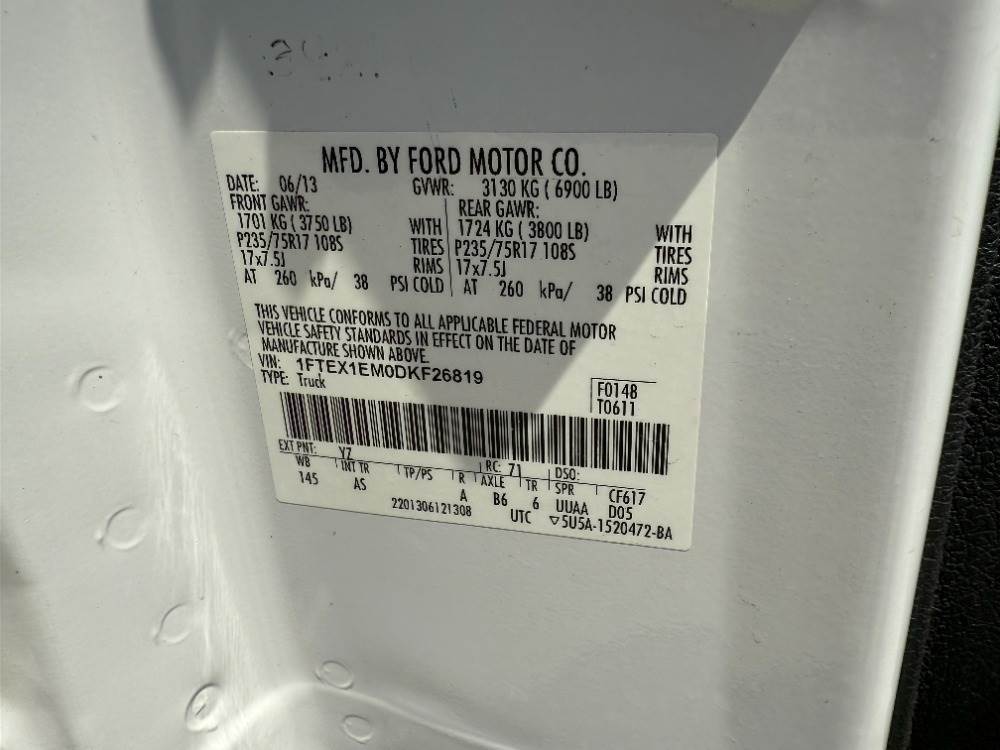 MFD. BY FORD MOTOR CO.
DATE: 06/13 GVWR: 3130 KG ( 6900 LB)
FRONT GAWR: REAR GAWR:
1701 KG ( 3750 LB) WITH 1724 KG ( 3800 LB) WITH
P235/75R17 108S TIRES P235/75R17 108S TIRES
17x7.5J RIMS 17x7.5J RIMS
AT 260 kPa/ 38 PSI COLD AT 260 kPa/ 38 PSI COLD
THIS VEHICLE CONFORMS TO ALL APPLICABLE FEDERAL MOTOR
VEHICLE SAFETY STANDARDS IN EFFECT ON THE DATE OF
MANUFACTURE SHOWN ABOVE.
VIN: 1FTEX1EM0DKF26819
TYPE: Truck
F0148
T0611
EXT PNT: YZ RC: 71 DSO:
WB INT TR TP/PS R AXLE TR SPR CF617
145 AS A B6 6 UUAA D05
2201306121308 UTC ▽5U5A-1520472-BA